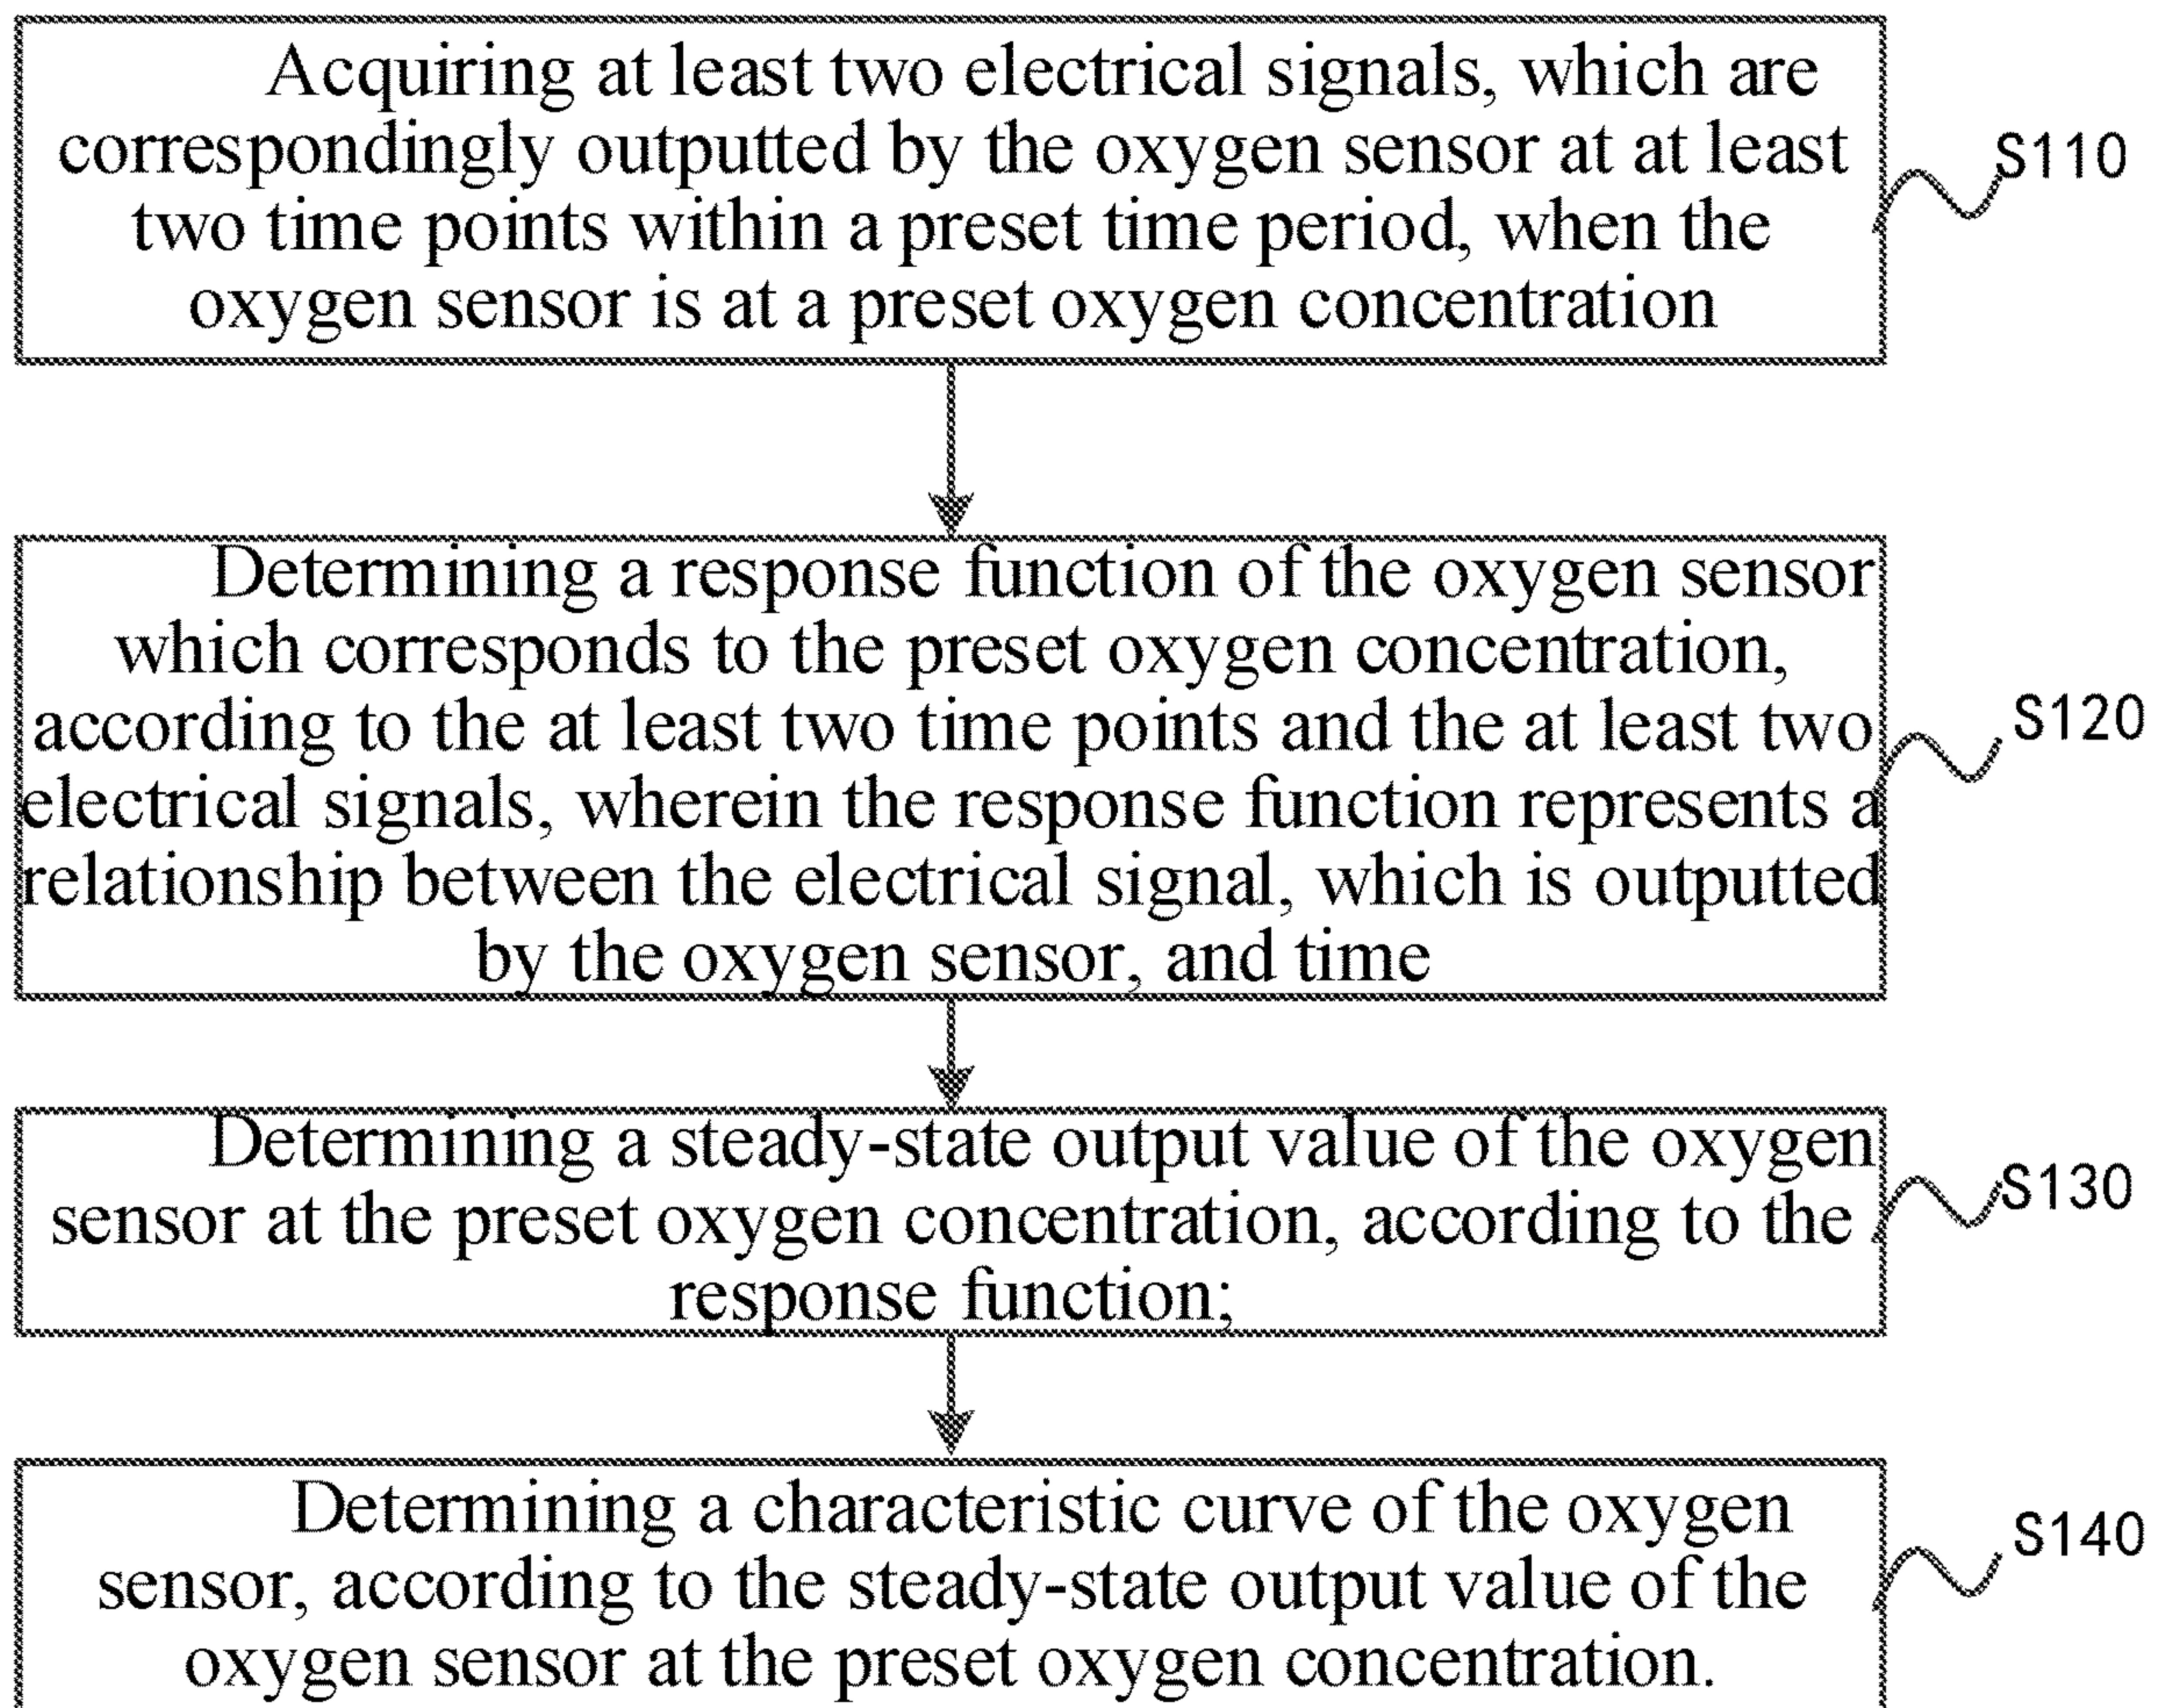 Acquiring at least two electrical signals, which are
correspondingly outputted by the oxygen sensor at at least
two time points within a preset time period, when the
oxygen sensor is at a preset oxygen concentration
S110
Determining a response function of the oxygen sensor
which corresponds to the preset oxygen concentration,
according to the at least two time points and the at least two
electrical signals, wherein the response function represents a
relationship between the electrical signal, which is outputted
by the oxygen sensor, and time
S120
Determining a steady-state output value of the oxygen
sensor at the preset oxygen concentration, according to the
response function;
S130
Determining a characteristic curve of the oxygen
sensor, according to the steady-state output value of the
oxygen sensor at the preset oxygen concentration.
S140